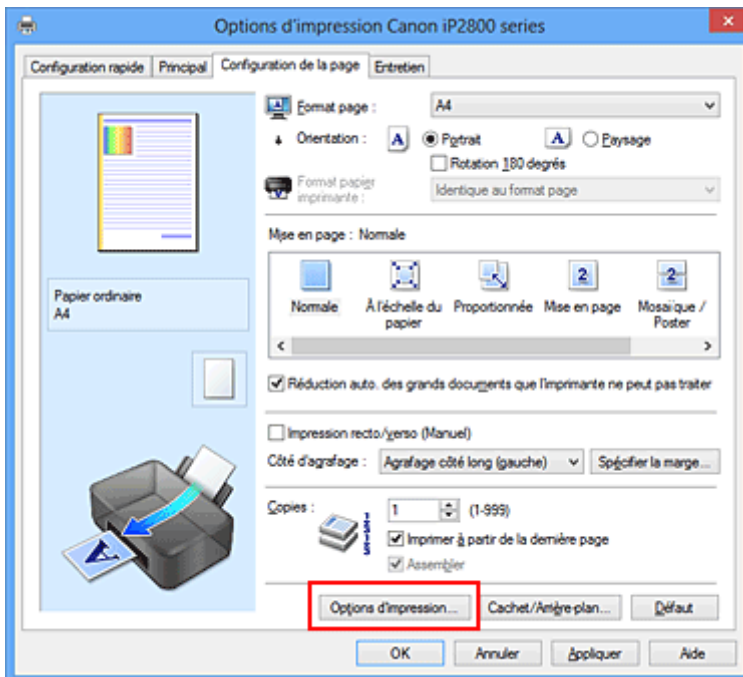 Options d'impression Canon iP2800 series
Configuration rapide Principal Configuration de la page Entretien
Format page : A4
Orientation : A Portrait A Paysage
Rotation 180 degrés
Format papier
imprimante : Identique au format page
Mise en page : Normale
2 2
Normale À l'échelle du
papier Proportionnée Mise en page Mosaïque /
Poster
Papier ordinaire
A4
Réduction auto. des grands documents que l'imprimante ne peut pas traiter
Impression recto/verso (Manuel)
Côté d'agrafage : Agrafage côté long (gauche) Spécifier la marge...
Copies : 1 (1-999)
Imprimer à partir de la dernière page
Assembler
Options d'impression... Cachet/Arrière-plan... Défaut
OK Annuler Appliquer Aide